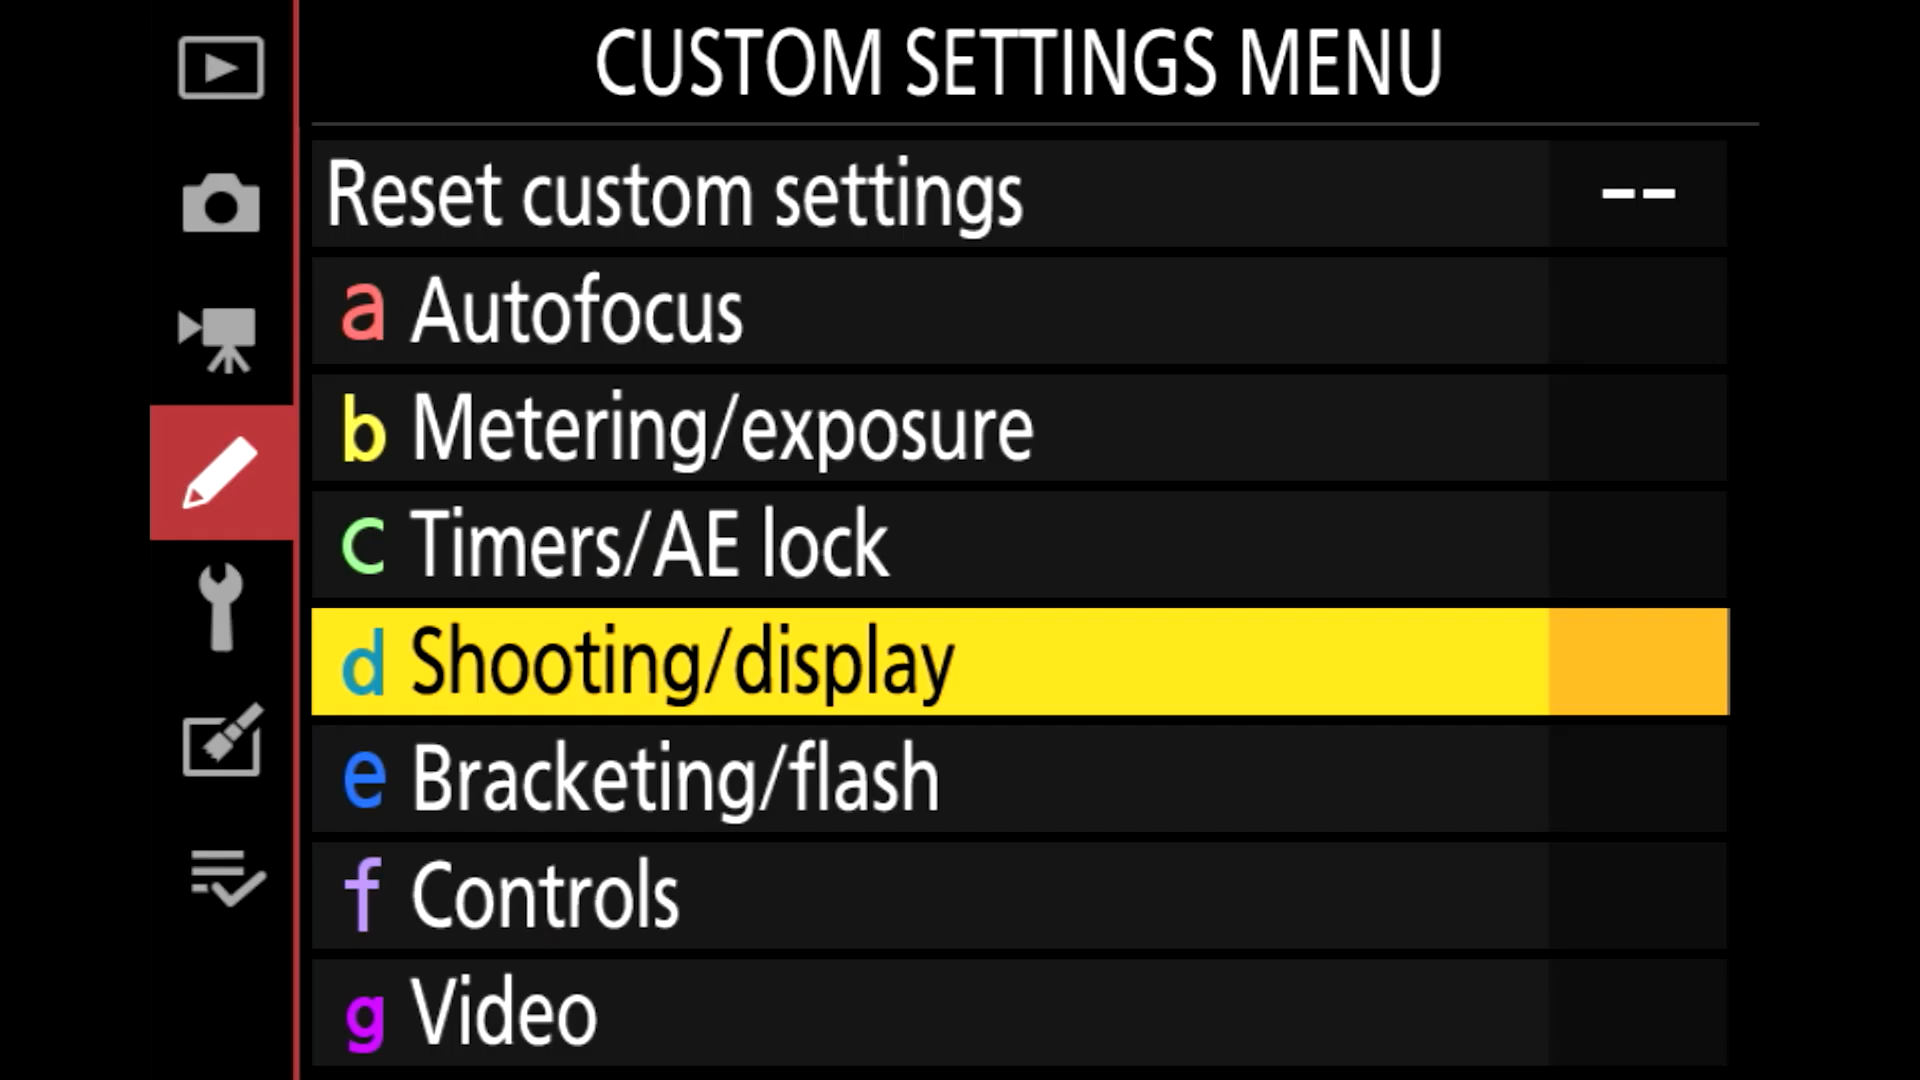 CUSTOM SETTINGS MENU
Reset custom settings --
a Autofocus
b Metering/exposure
c Timers/AE lock
d Shooting/display
e Bracketing/flash
f Controls
g Video